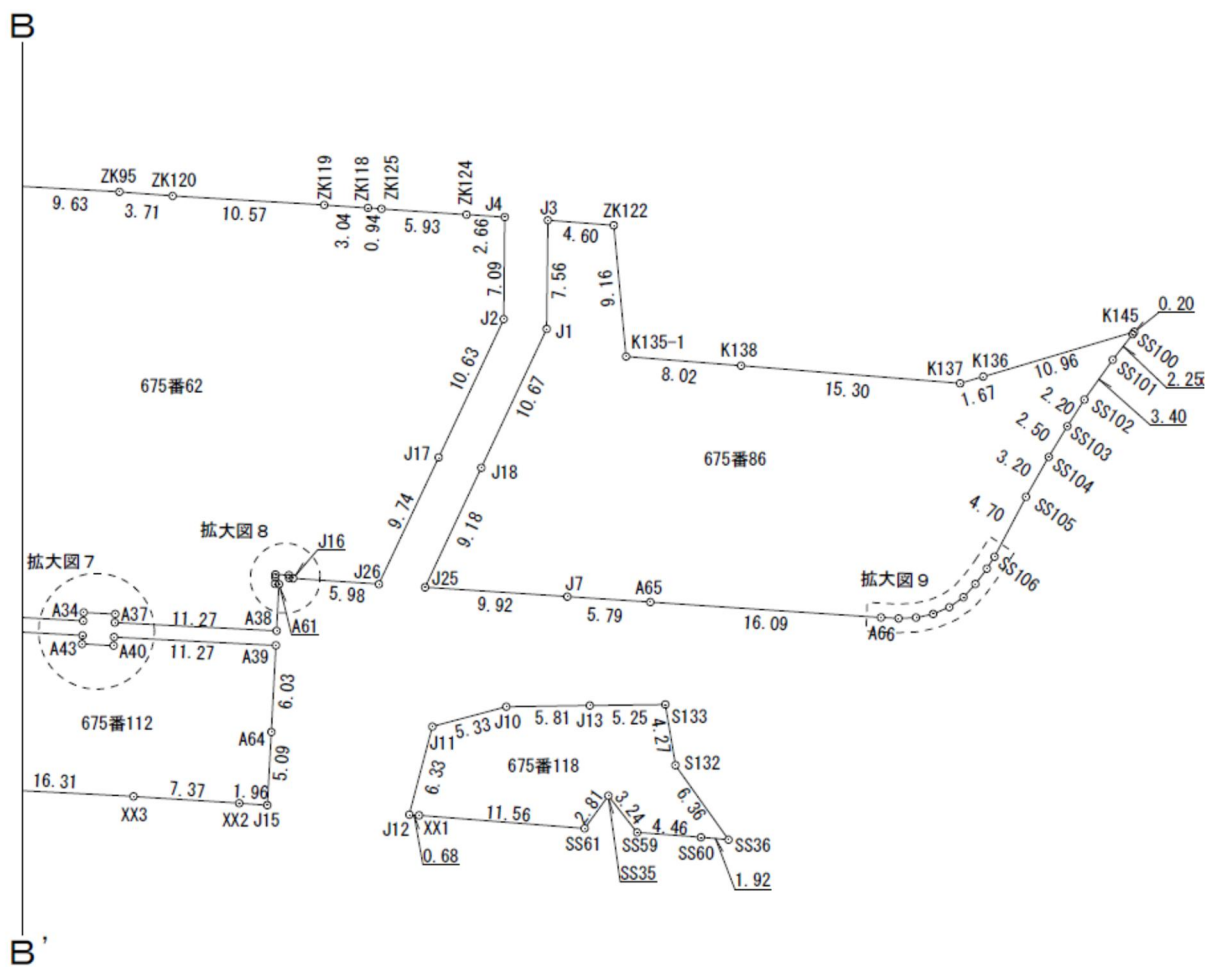 B
ZK95
ZK120
ZK119
ZK118
ZK125
ZK124
J4
J3
ZK122
9.63
3.71
10.57
3.04
0.94
5.93
2.66
4.60
7.09
7.56
9.16
J2
J1
K135-1
K138
K137
K136
K145
0.20
SS100
SS101
2.25
8.02
15.30
1.67
10.96
675番62
10.63
10.67
2.20
SS102
3.40
2.50
SS103
675番86
J17
J18
3.20
SS104
9.74
9.18
4.70
SS105
拡大図8
J16
拡大図7
5.98
J26
J25
J7
A65
拡大図9
SS106
A34
A37
11.27
A38
A61
9.92
5.79
16.09
A66
A43
A40
11.27
A39
6.03
675番112
A64
5.09
J10
J13
S133
5.33
5.81
5.25
J11
4.27
675番118
S132
6.33
6.36
16.31
7.37
1.96
XX3
XX2
J15
J12
XX1
11.56
2.81
3.24
4.46
SS61
SS59
SS60
SS36
0.68
SS35
1.92
B'